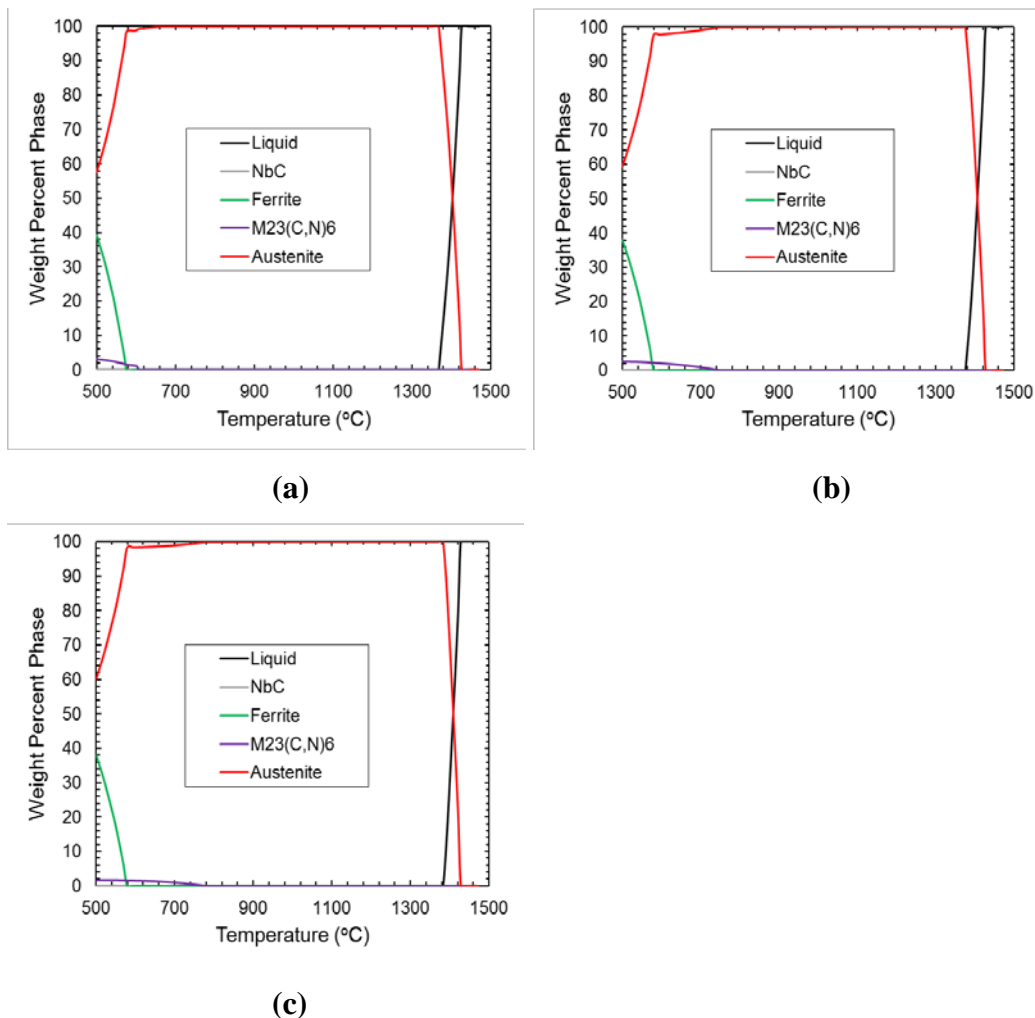 100
90
80
70
60
50
40
30
20
10
0
Weight Percent Phase
Liquid
NbC
Ferrite
M23(C,N)6
Austenite
500 700 900 1100 1300 1500
Temperature (ºC)
(a)
100
90
80
70
60
50
40
30
20
10
0
Weight Percent Phase
Liquid
NbC
Ferrite
M23(C,N)6
Austenite
500 700 900 1100 1300 1500
Temperature (ºC)
(b)
100
90
80
70
60
50
40
30
20
10
0
Weight Percent Phase
Liquid
NbC
Ferrite
M23(C,N)6
Austenite
500 700 900 1100 1300 1500
Temperature (ºC)
(c)